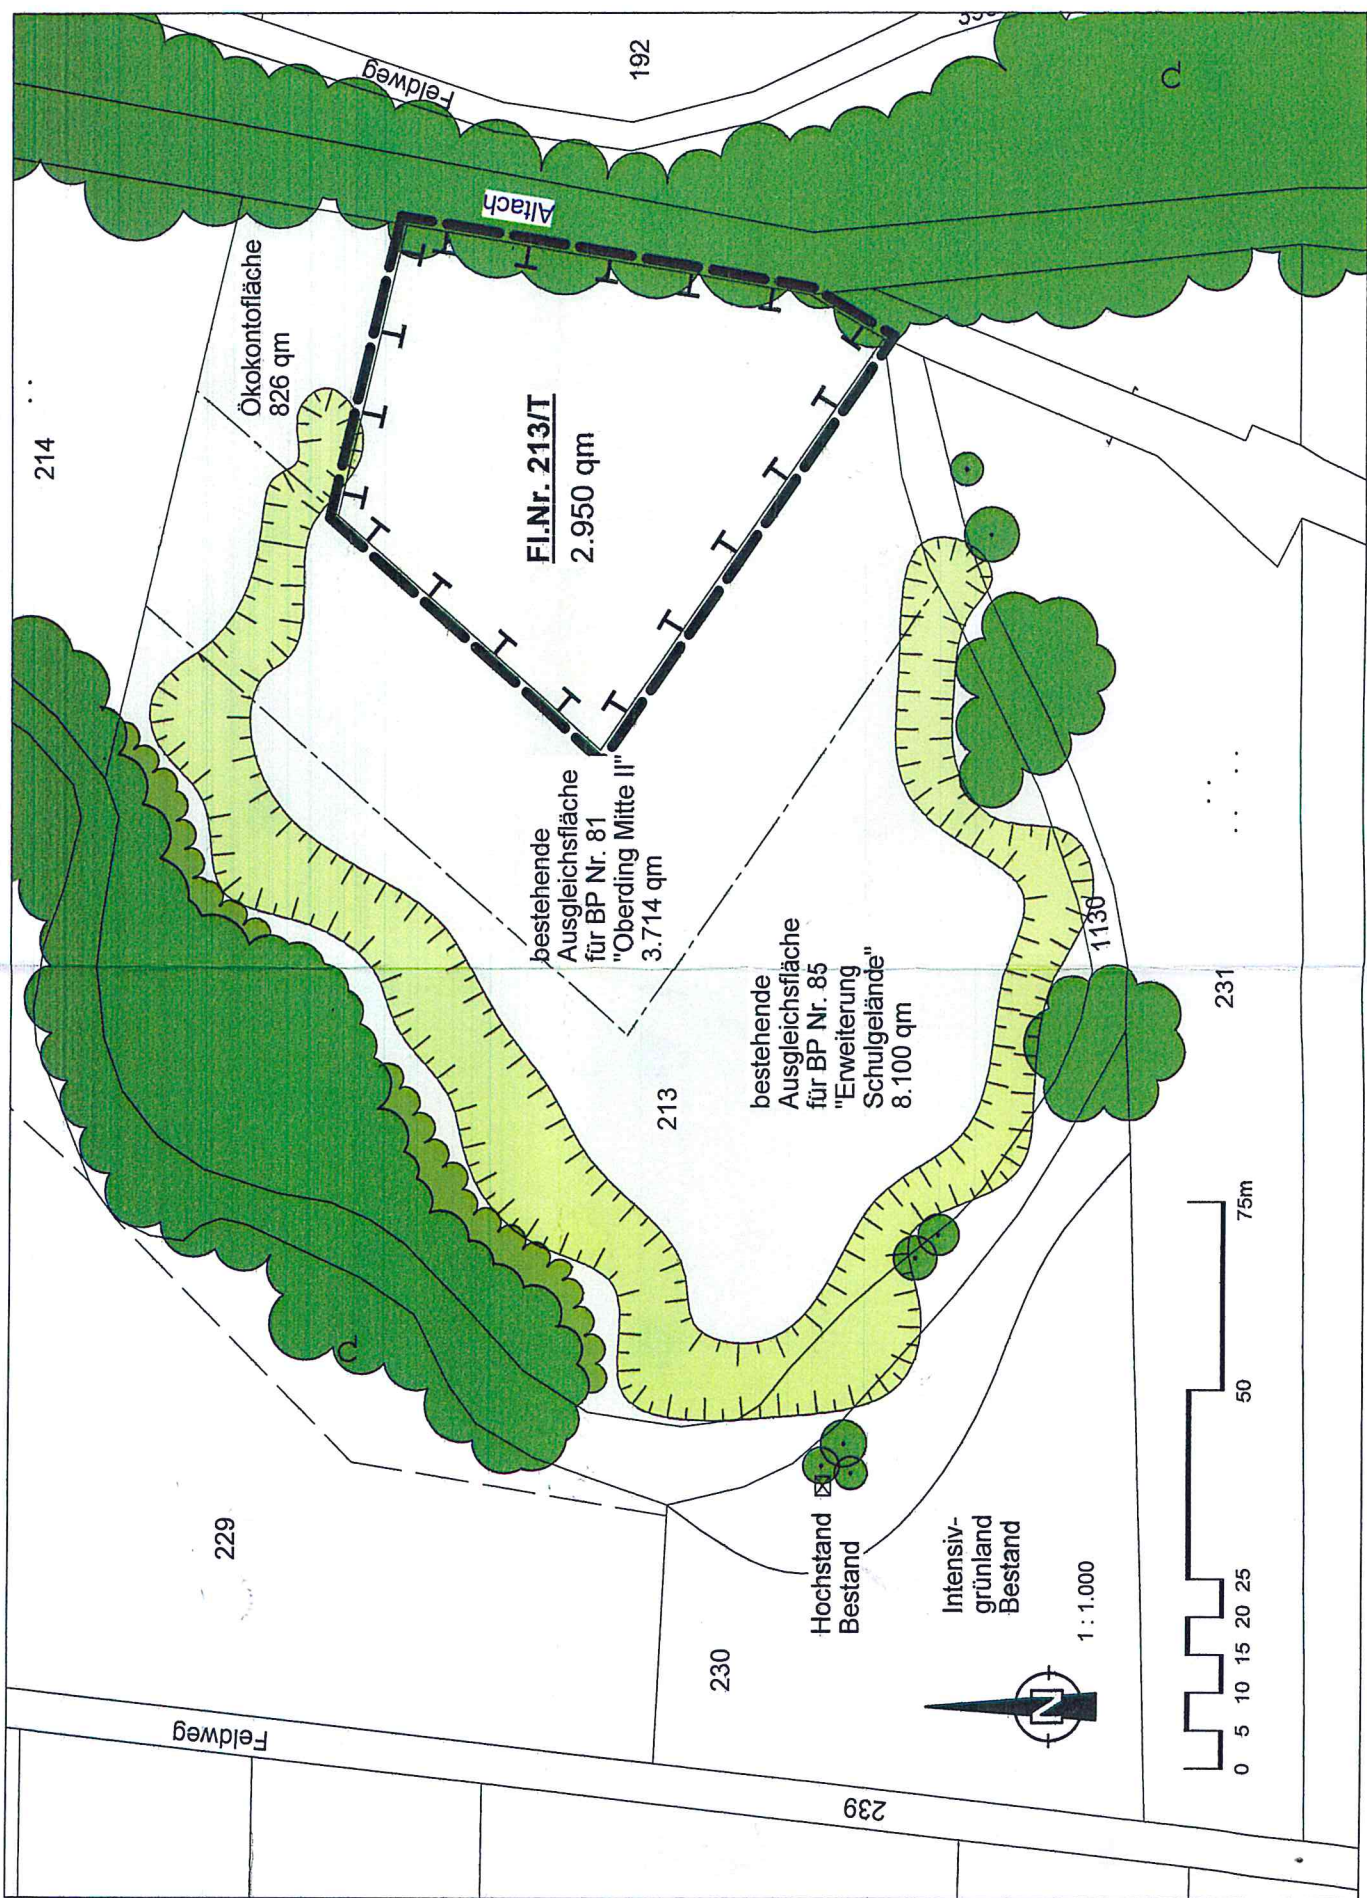 192
Feldweg
Altach
214
Ökokontofläche
826 qm
Fl.Nr. 213/T
2.950 qm
bestehende
Ausgleichsfläche
für BP Nr. 81
"Oberding Mitte II"
3.714 qm
213
bestehende
Ausgleichsfläche
für BP Nr. 85
"Erweiterung
Schulgelände"
8.100 qm
1130
231
229
230
Hochstand
Bestand
Intensiv-
grünland
Bestand
1 : 1.000
N
0 5 10 15 20 25 50 75m
Feldweg
239